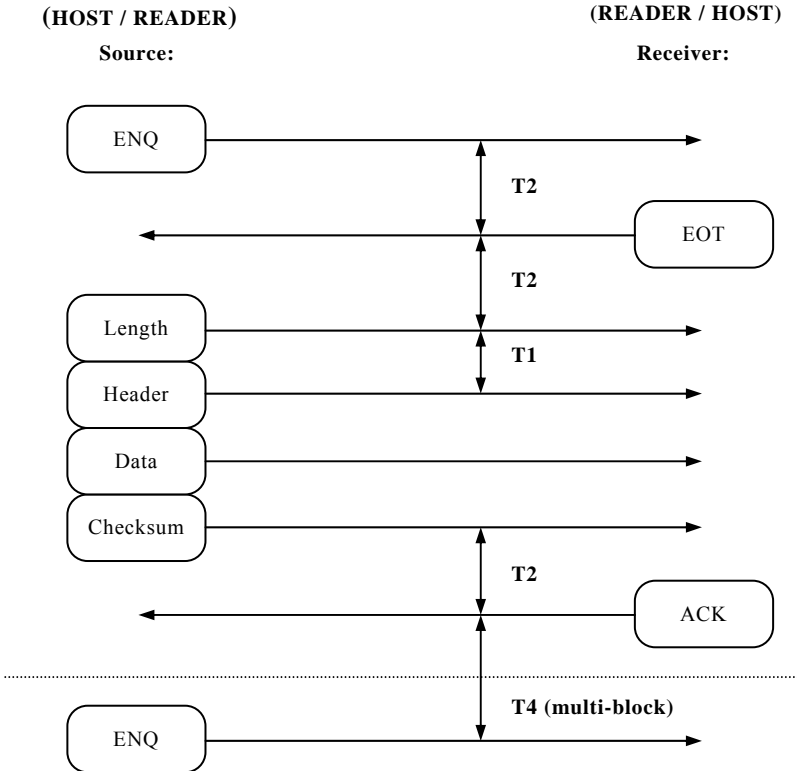 (HOST / READER)
(READER / HOST)
Source:
Receiver:
ENQ
T2
EOT
T2
Length
T1
Header
Data
Checksum
T2
ACK
T4 (multi-block)
ENQ